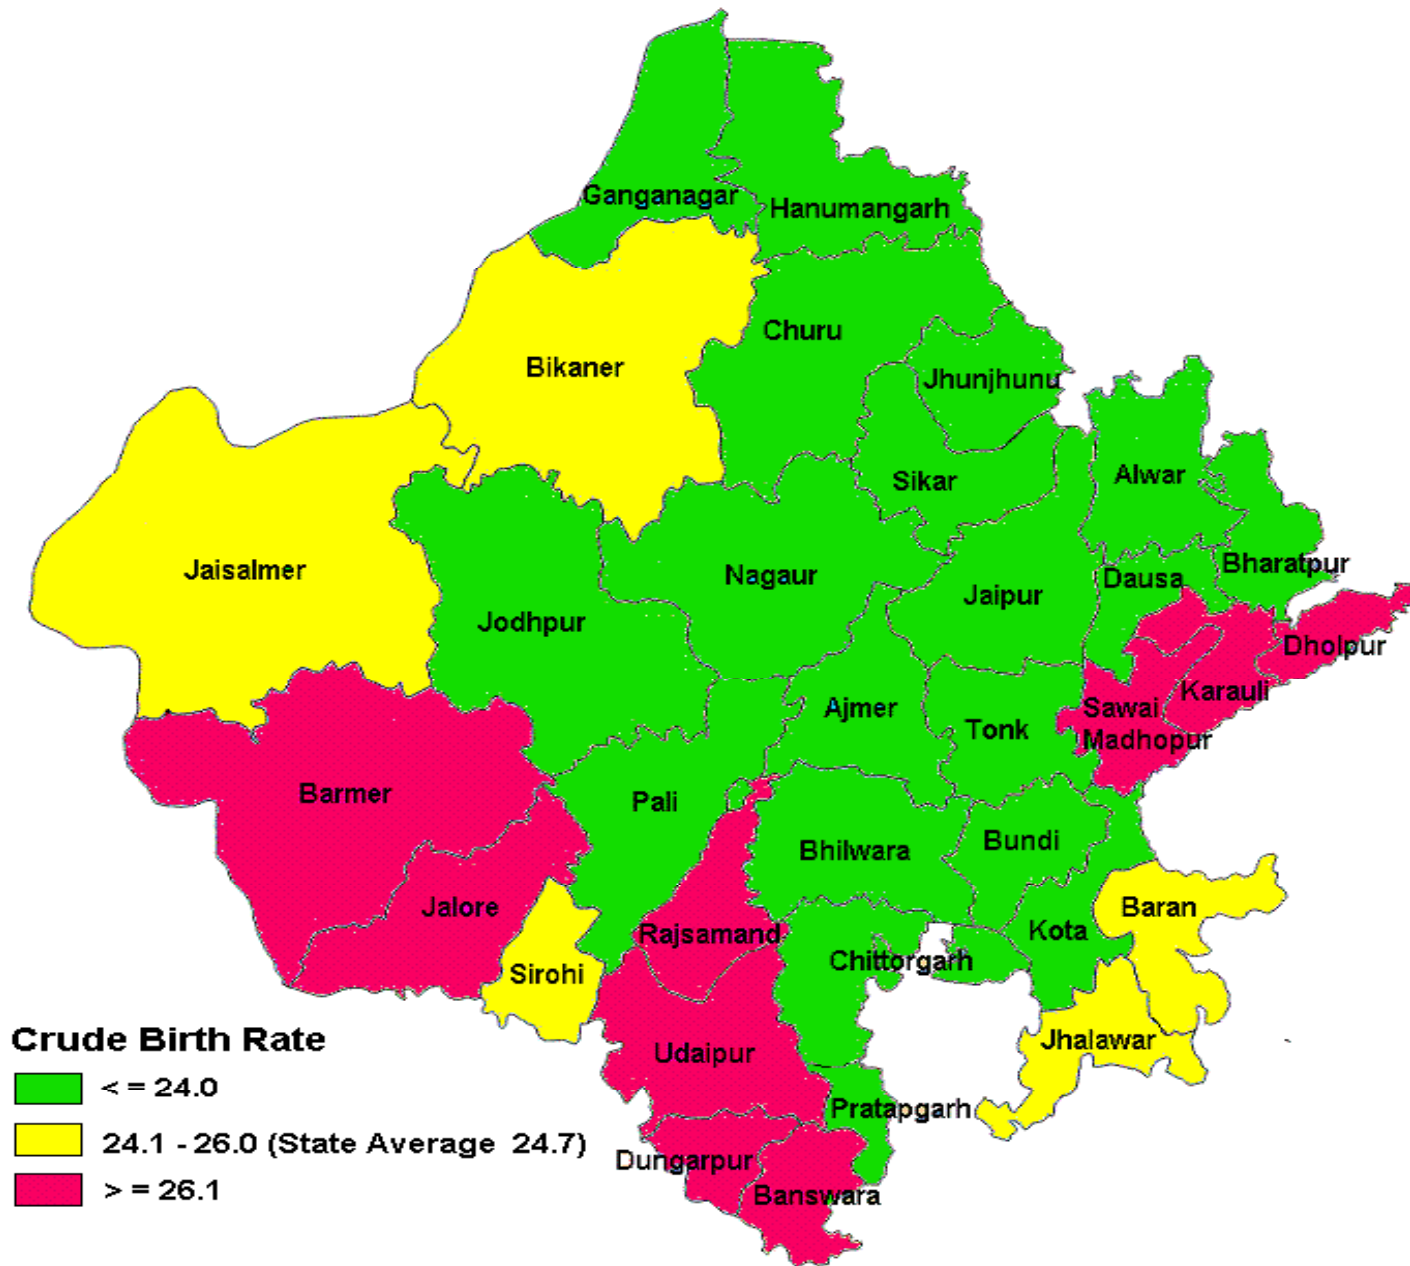 Ganganagar
Hanumangarh
Churu
Bikaner
Jhunjhunu
Sikar
Alwar
Jaisalmer
Nagaur
Jaipur
Dausa
Bharatpur
Jodhpur
Dholpur
Karauli
Sawai
Madhopur
Ajmer
Tonk
Barmer
Pali
Bhilwara
Bundi
Jalore
Rajsamand
Baran
Kota
Chittorgarh
Sirohi
Udaipur
Jhalawar
Pratapgarh
Dungarpur
Banswara
Crude Birth Rate
< = 24.0
24.1 - 26.0 (State Average 24.7)
> = 26.1